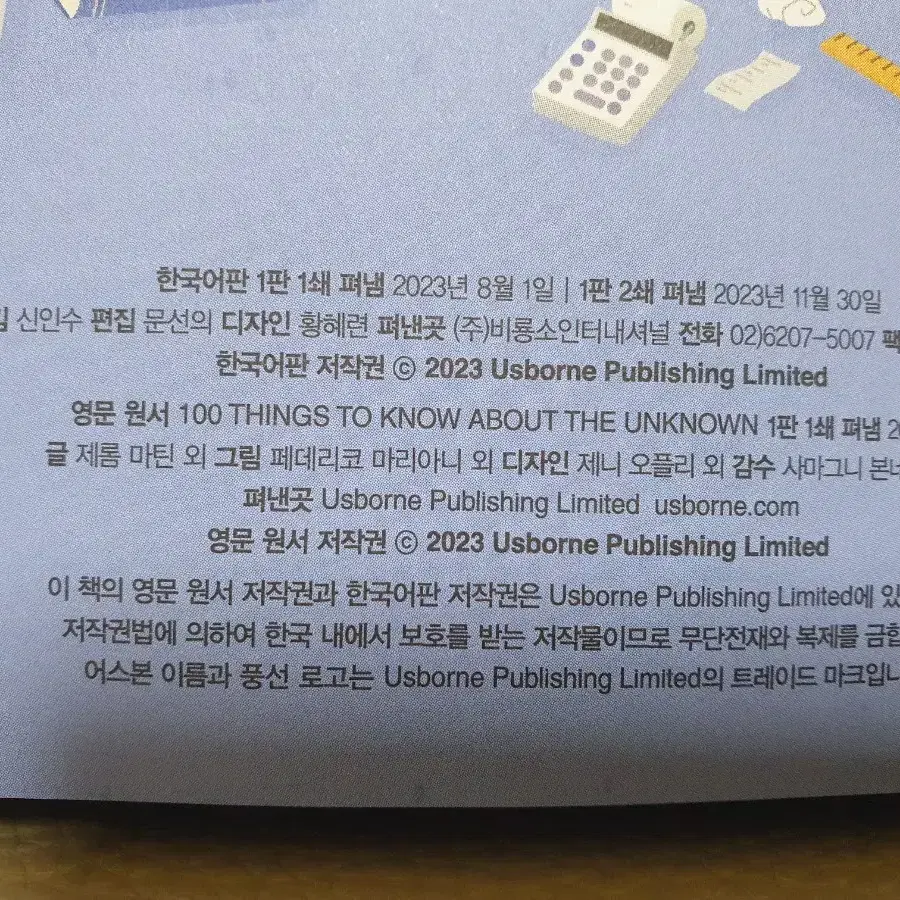 한국어판 1판 1쇄 펴냄 2023년 8월 1일 | 1판 2쇄 펴냄 2023년 11월 30일
신인수 편집 문선의 디자인 황혜련 펴낸곳 (주)비룡소인터내셔널 전화 02)6207-5007 팩
한국어판 저작권 © 2023 Usborne Publishing Limited
영문 원서 100 THINGS TO KNOW ABOUT THE UNKNOWN 1판 1쇄 펴냄
글 제롬 마틴 외 그림 페데리코 마리아니 외 디자인 제니 오플리 외 감수 사마그니 본
펴낸곳 Usborne Publishing Limited usborne.com
영문 원서 저작권 © 2023 Usborne Publishing Limited
이 책의 영문 원서 저작권과 한국어판 저작권은 Usborne Publishing Limited에 있
저작권법에 의하여 한국 내에서 보호를 받는 저작물이므로 무단전재와 복제를 금합
어스본 이름과 풍선 로고는 Usborne Publishing Limited의 트레이드 마크입니